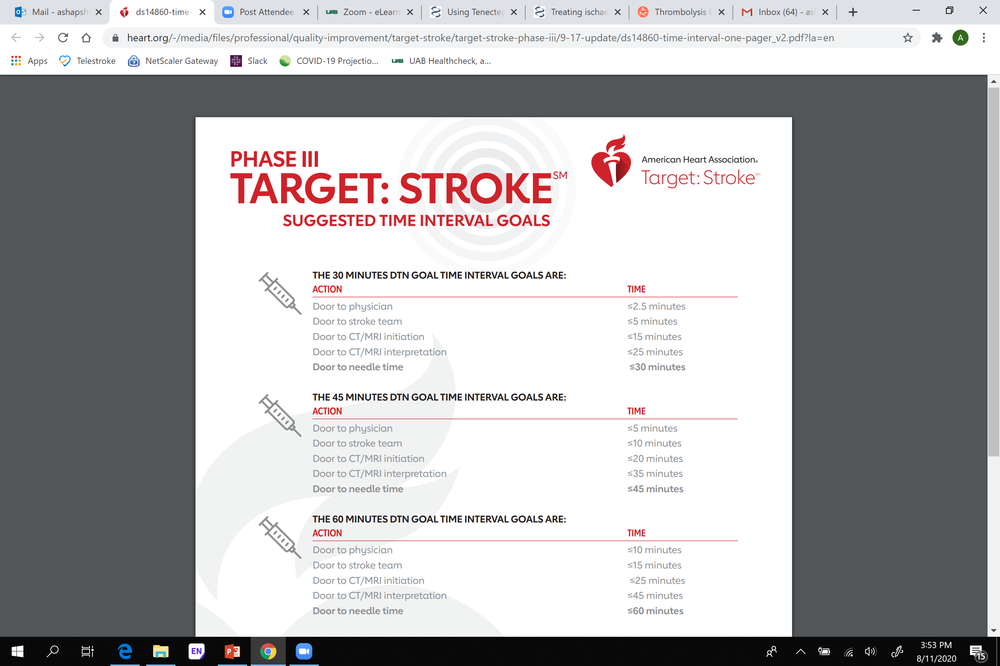 Mail - ashapsh
ds14860-time-
Post Attendee
UAB Zoom - eLearn
Using Tenectep
Treating ischae
Thrombolysis
Inbox (64) - as
heart.org/-/media/files/professional/quality-improvement/target-stroke/target-stroke-phase-iii/9-17-update/ds14860-time-interval-one-pager_v2.pdf?la=en
A
Apps
Telestroke
NetScaler Gateway
Slack
COVID-19 Projectio...
UAB UAB Healthcheck, a...
PHASE III
TARGET: STROKE℠
SUGGESTED TIME INTERVAL GOALS
American Heart Association®
Target: Stroke℠
THE 30 MINUTES DTN GOAL TIME INTERVAL GOALS ARE:
ACTION TIME
Door to physician ≤2.5 minutes
Door to stroke team ≤5 minutes
Door to CT/MRI initiation ≤15 minutes
Door to CT/MRI interpretation ≤25 minutes
Door to needle time ≤30 minutes
THE 45 MINUTES DTN GOAL TIME INTERVAL GOALS ARE:
ACTION TIME
Door to physician ≤5 minutes
Door to stroke team ≤10 minutes
Door to CT/MRI initiation ≤20 minutes
Door to CT/MRI interpretation ≤35 minutes
Door to needle time ≤45 minutes
THE 60 MINUTES DTN GOAL TIME INTERVAL GOALS ARE:
ACTION TIME
Door to physician ≤10 minutes
Door to stroke team ≤15 minutes
Door to CT/MRI initiation ≤25 minutes
Door to CT/MRI interpretation ≤45 minutes
Door to needle time ≤60 minutes
EN
3:53 PM
8/11/2020
15